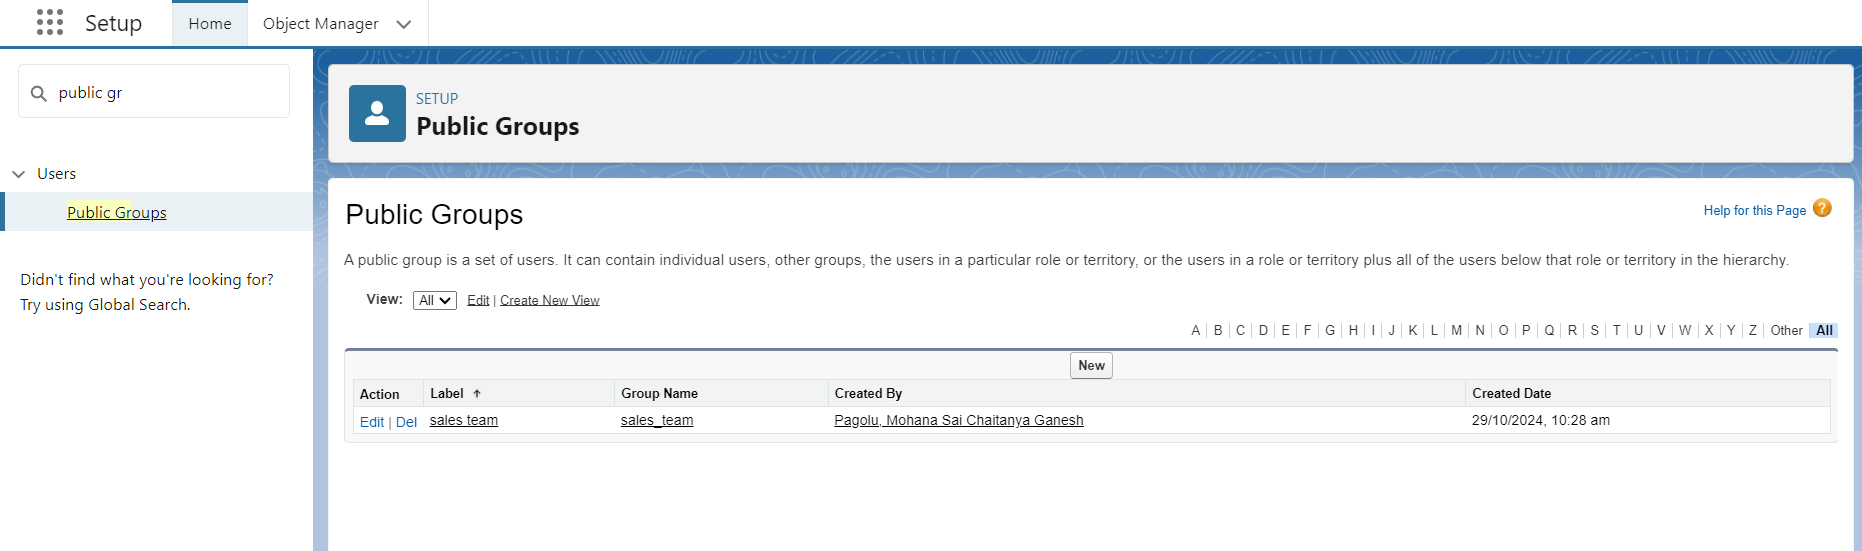 Setup Home Object Manager
public gr
Users
Public Groups
Didn't find what you're looking for?
Try using Global Search.
SETUP
Public Groups
Public Groups
Help for this Page ?
A public group is a set of users. It can contain individual users, other groups, the users in a particular role or territory, or the users in a role or territory plus all of the users below that role or territory in the hierarchy.
View: All Edit | Create New View
A | B | C | D | E | F | G | H | I | J | K | L | M | N | O | P | Q | R | S | T | U | V | W | X | Y | Z | Other All
New
Action Label Group Name Created By Created Date
Edit | Del sales team sales_team Pagolu, Mohana Sai Chaitanya Ganesh 29/10/2024, 10:28 am